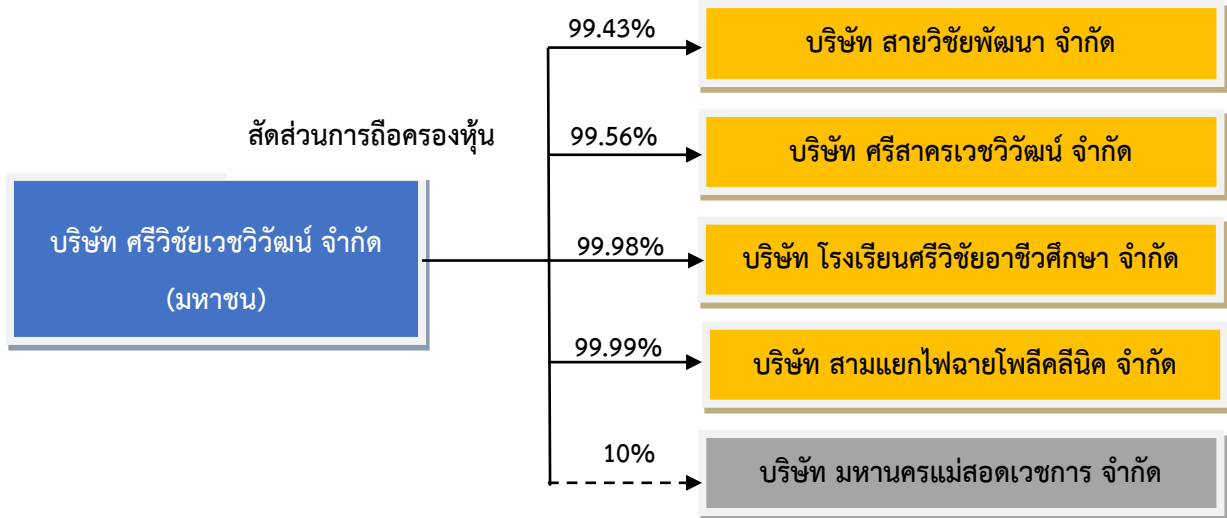 สัดส่วนการถือครองหุ้น
บริษัท ศรีวิชัยเวชวิวัฒน์ จำกัด
(มหาชน)
99.43%
บริษัท สายวิชัยพัฒนา จำกัด
99.56%
บริษัท ศรีสาครเวชวิวัฒน์ จำกัด
99.98%
บริษัท โรงเรียนศรีวิชัยอาชีวศึกษา จำกัด
99.99%
บริษัท สามแยกไฟฉายโพลีคลีนิค จำกัด
10%
บริษัท มหานครแม่สอดเวชการ จำกัด